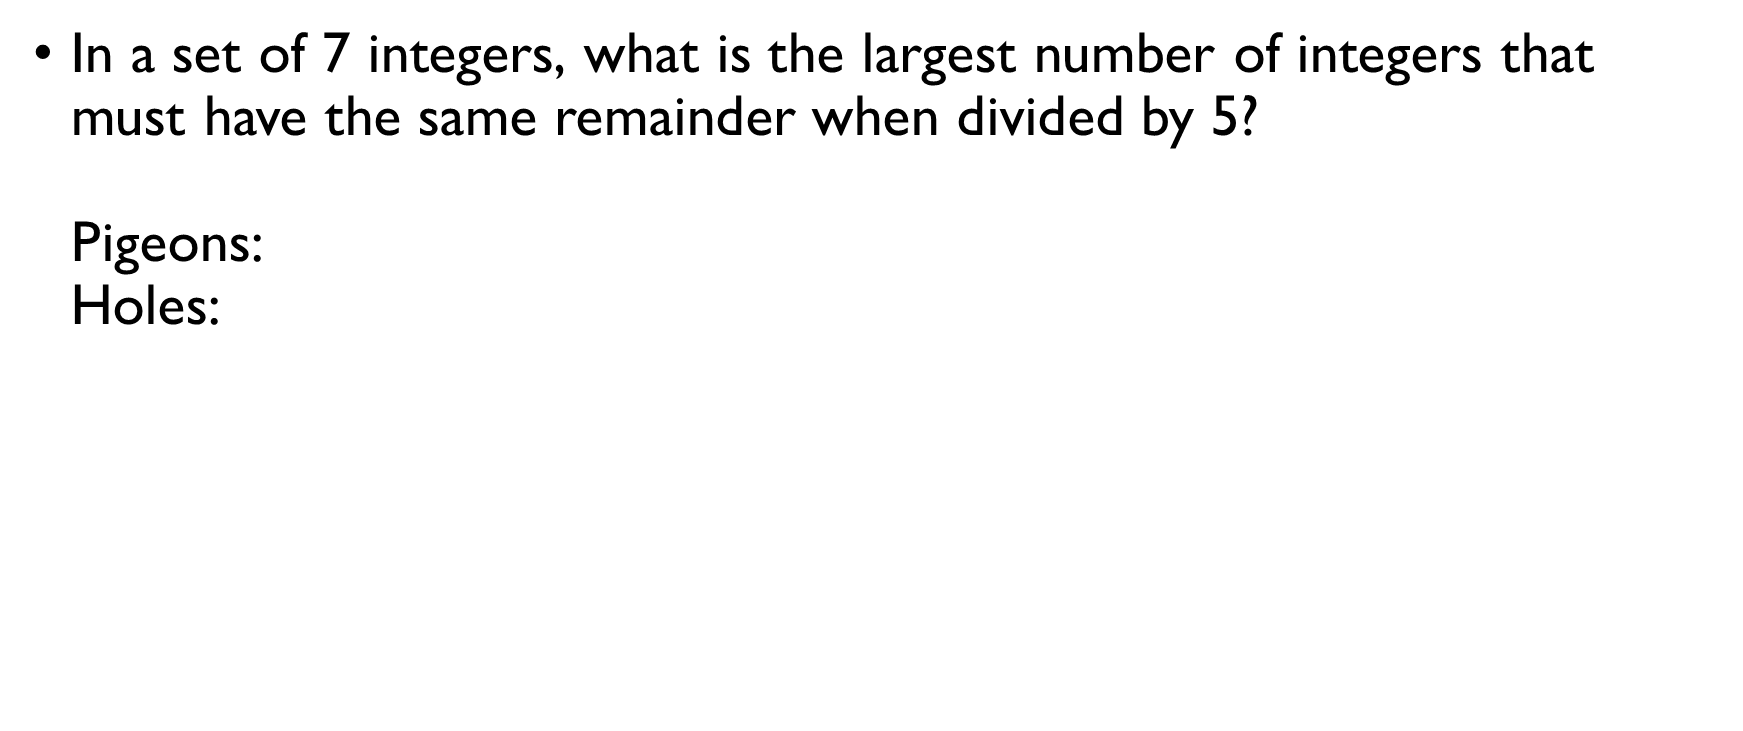 • In a set of 7 integers, what is the largest number of integers that
must have the same remainder when divided by 5?
Pigeons:
Holes: